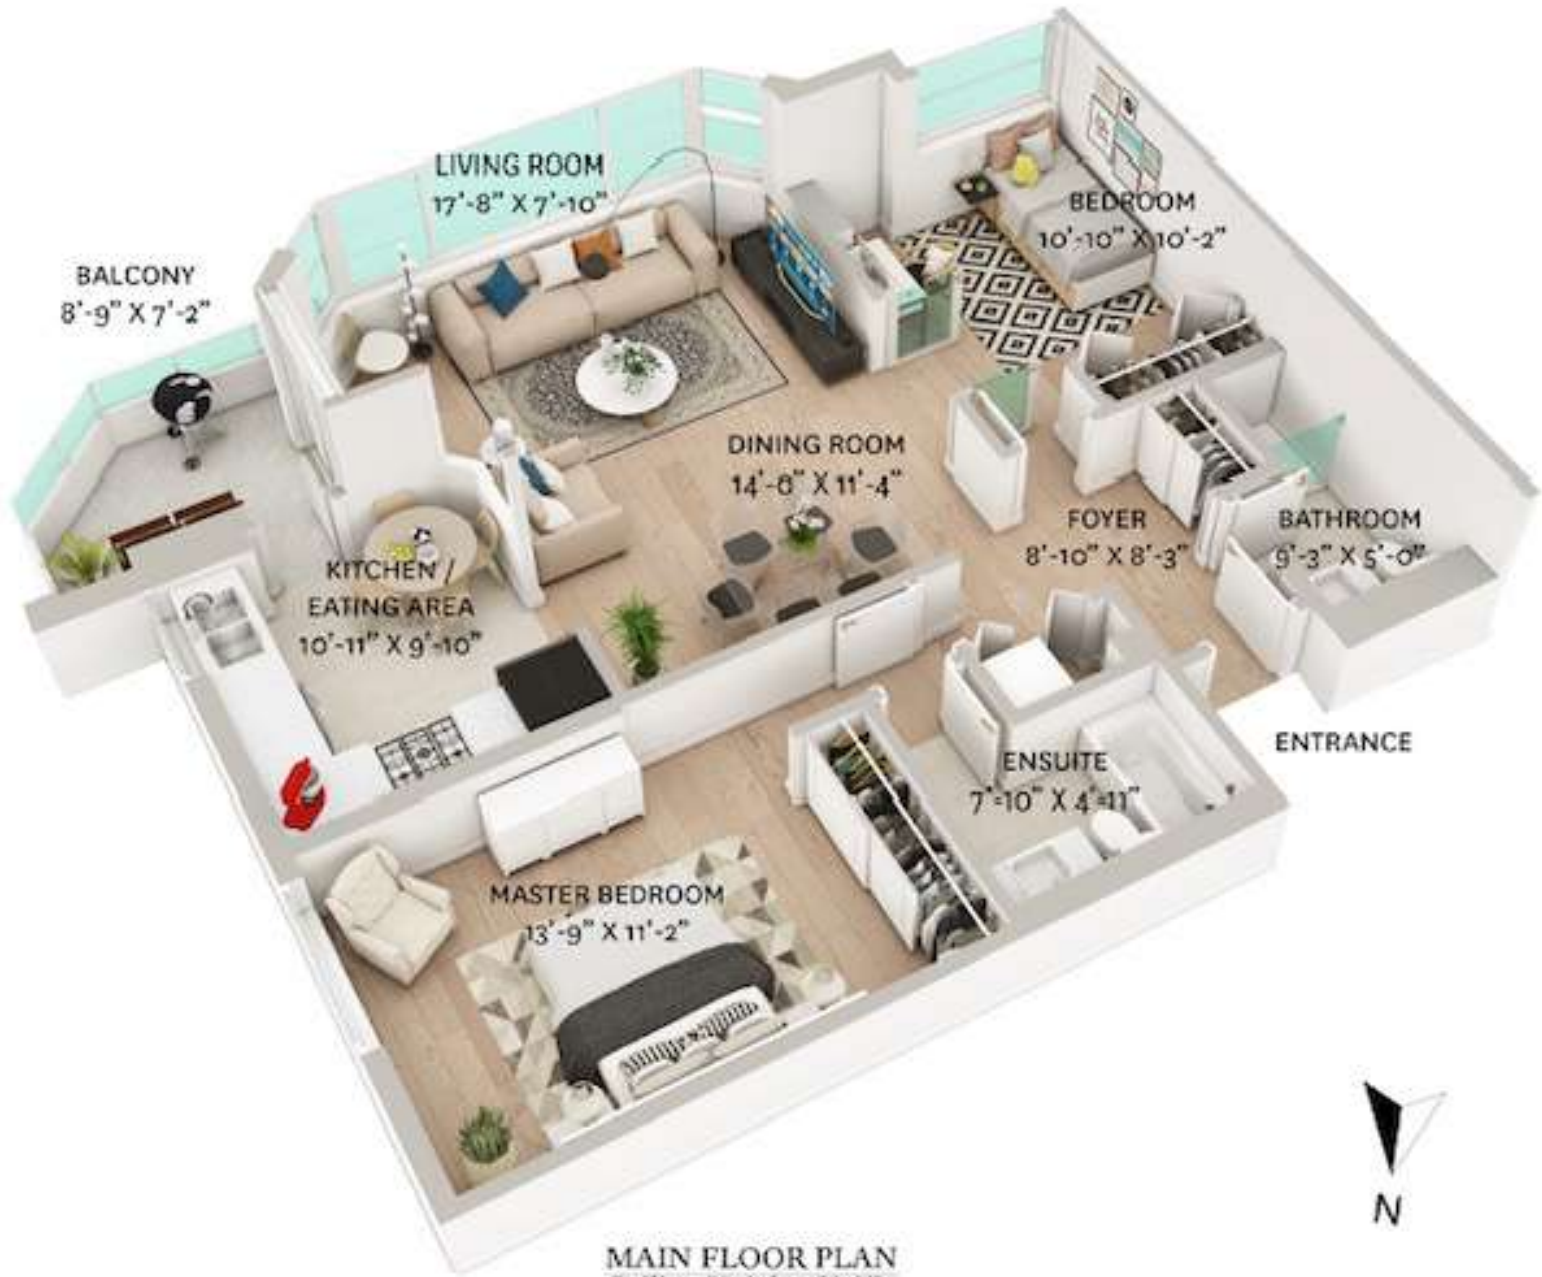 LIVING ROOM
17'-8" X 7'-10"
BEDROOM
10'-10" X 10'-2"
BALCONY
8'-9" X 7'-2"
DINING ROOM
14'-6" X 11'-4"
FOYER
8'-10" X 8'-3"
BATHROOM
9'-3" X 5'-0"
KITCHEN /
EATING AREA
10'-11" X 9'-10"
ENTRANCE
ENSUITE
7'-10" X 4'-11"
MASTER BEDROOM
13'-9" X 11'-2"
N
MAIN FLOOR PLAN